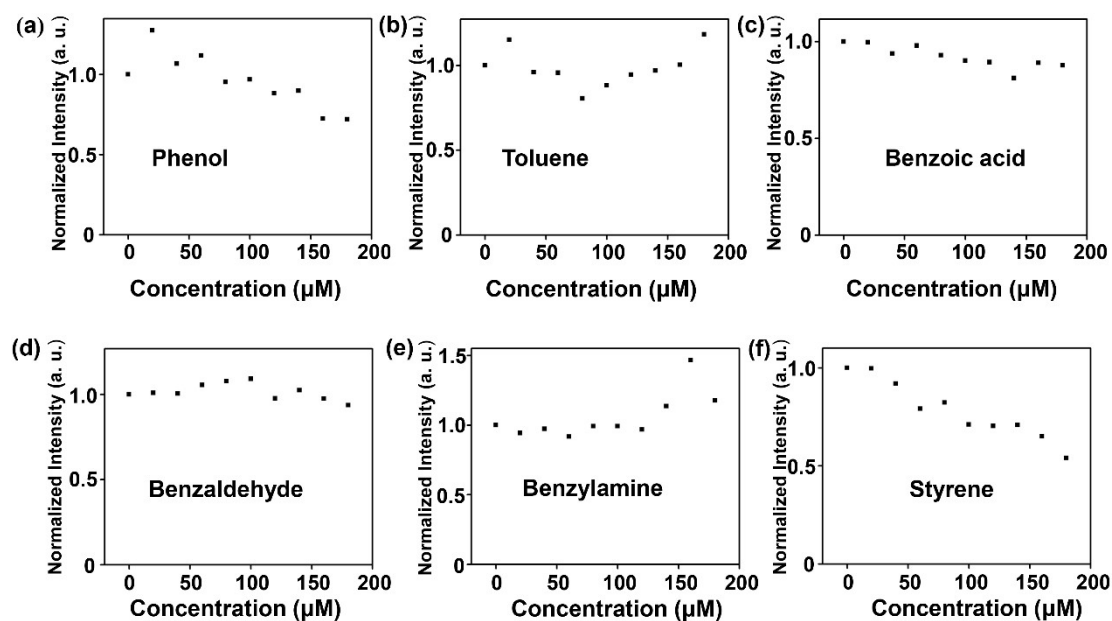 (a)
Normalized Intensity (a. u.)
1.0
0.5
0
Phenol
0 50 100 150 200
Concentration (μM)
(b)
Normalized Intensity (a. u.)
1.0
0.5
0
Toluene
0 50 100 150 200
Concentration (μM)
(c)
Normalized Intensity (a. u.)
1.0
0.5
0
Benzoic acid
0 50 100 150 200
Concentration (μM)
(d)
Normalized Intensity (a. u.)
1.0
0.5
0
Benzaldehyde
0 50 100 150 200
Concentration (μM)
(e)
Normalized Intensity (a. u.)
1.5
1.0
0.5
0
Benzylamine
0 50 100 150 200
Concentration (μM)
(f)
Normalized Intensity (a. u.)
1.0
0.5
0
Styrene
0 50 100 150 200
Concentration (μM)